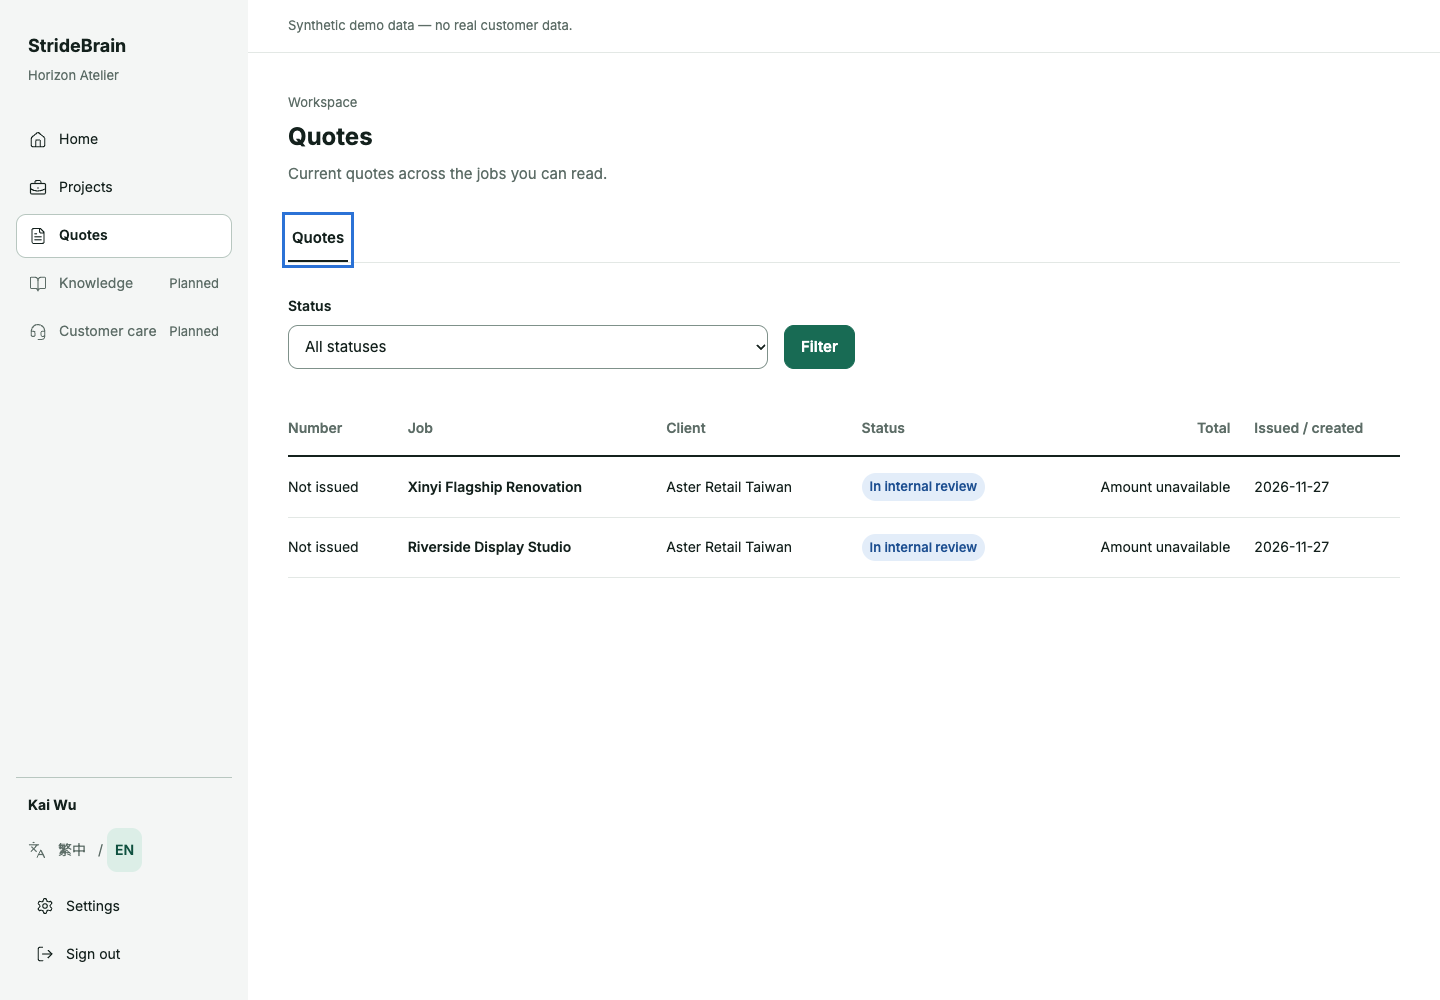 StrideBrain
Horizon Atelier
Home
Projects
Quotes
Knowledge Planned
Customer care Planned
Kai Wu
繁中 / EN
Settings
Sign out
Synthetic demo data — no real customer data.
Workspace
Quotes
Current quotes across the jobs you can read.
Quotes
Status
All statuses
Filter
Number Job Client Status Total Issued / created
Not issued Xinyi Flagship Renovation Aster Retail Taiwan In internal review Amount unavailable 2026-11-27
Not issued Riverside Display Studio Aster Retail Taiwan In internal review Amount unavailable 2026-11-27